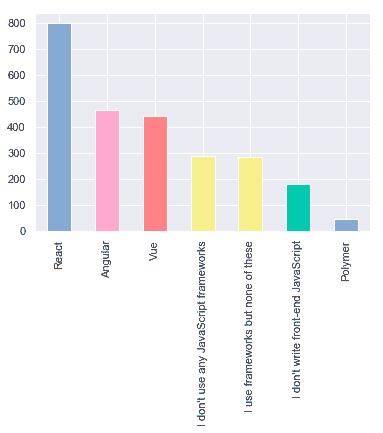 800
700
600
500
400
300
200
100
0
React
Angular
Vue
I don't use any JavaScript frameworks
I use frameworks but none of these
I don't write front-end JavaScript
Polymer